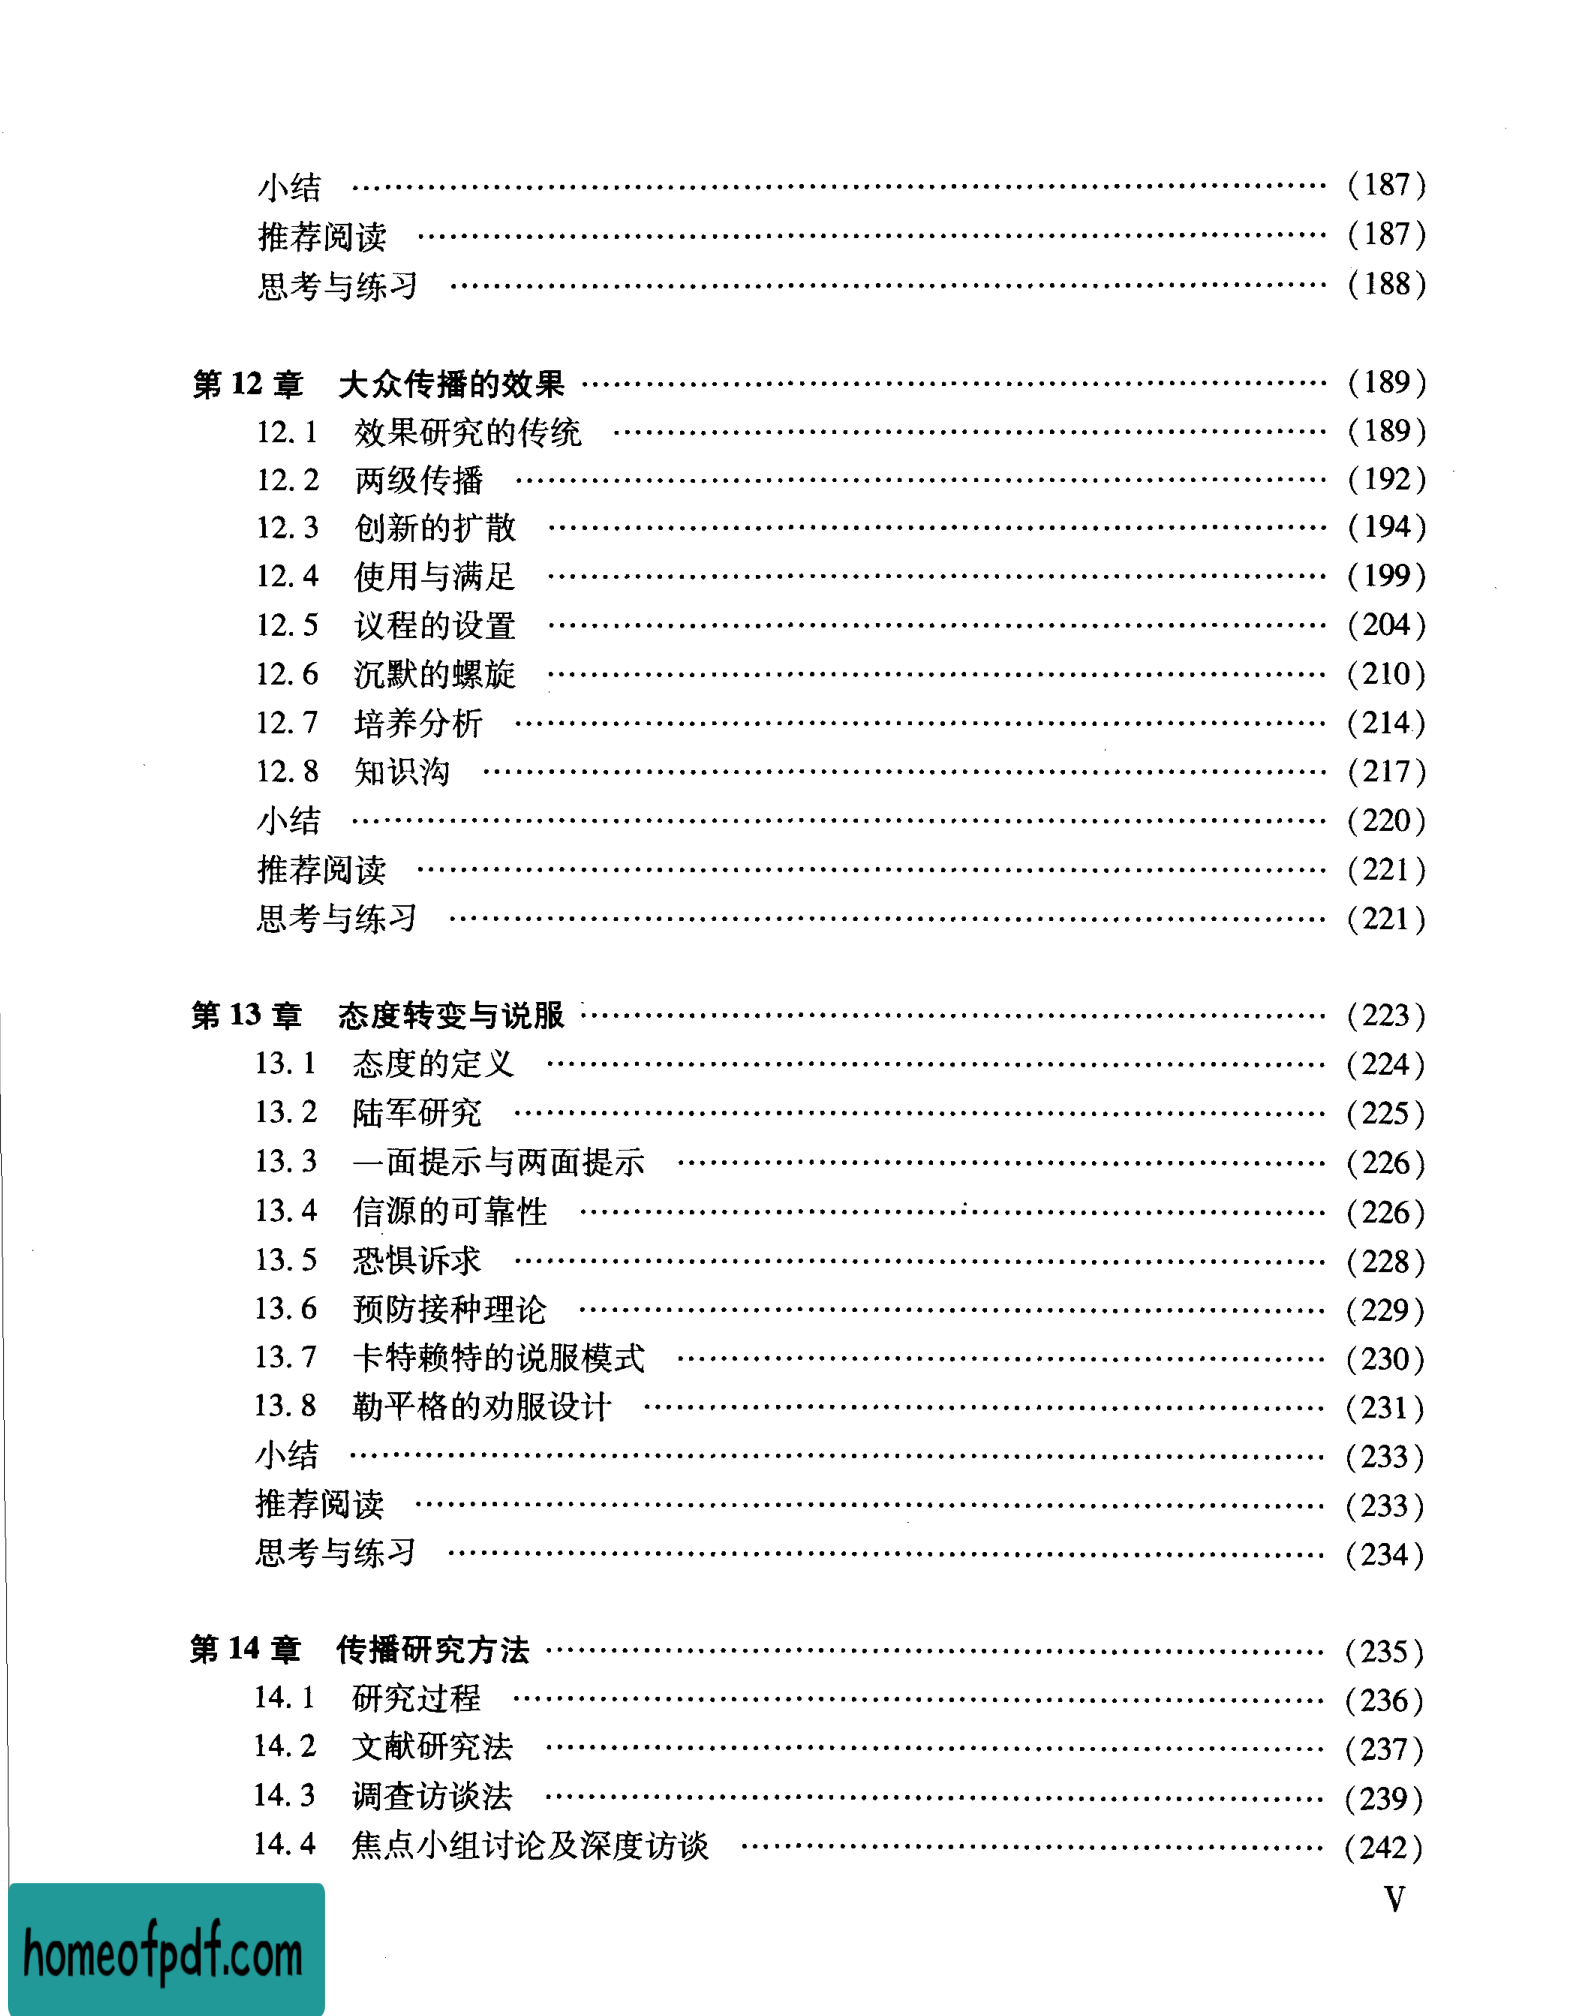 小结 …………………………………………………………… (187)
推荐阅读 …………………………………………………………… (187)
思考与练习 …………………………………………………………… (188)
第 12 章 大众传播的效果 …………………………………………………………… (189)
12.1 效果研究的传统 …………………………………………………………… (189)
12.2 两级传播 …………………………………………………………… (192)
12.3 创新的扩散 …………………………………………………………… (194)
12.4 使用与满足 …………………………………………………………… (199)
12.5 议程的设置 …………………………………………………………… (204)
12.6 沉默的螺旋 …………………………………………………………… (210)
12.7 培养分析 …………………………………………………………… (214)
12.8 知识沟 …………………………………………………………… (217)
小结 …………………………………………………………… (220)
推荐阅读 …………………………………………………………… (221)
思考与练习 …………………………………………………………… (221)
第 13 章 态度转变与说服 …………………………………………………………… (223)
13.1 态度的定义 …………………………………………………………… (224)
13.2 陆军研究 …………………………………………………………… (225)
13.3 一面提示与两面提示 …………………………………………………………… (226)
13.4 信源的可靠性 …………………………………………………………… (226)
13.5 恐惧诉求 …………………………………………………………… (228)
13.6 预防接种理论 …………………………………………………………… (229)
13.7 卡特赖特的说服模式 …………………………………………………………… (230)
13.8 勒平格的劝服设计 …………………………………………………………… (231)
小结 …………………………………………………………… (233)
推荐阅读 …………………………………………………………… (233)
思考与练习 …………………………………………………………… (234)
第 14 章 传播研究方法 …………………………………………………………… (235)
14.1 研究过程 …………………………………………………………… (236)
14.2 文献研究法 …………………………………………………………… (237)
14.3 调查访谈法 …………………………………………………………… (239)
14.4 焦点小组讨论及深度访谈 …………………………………………………………… (242)
V
homeofpdf.com